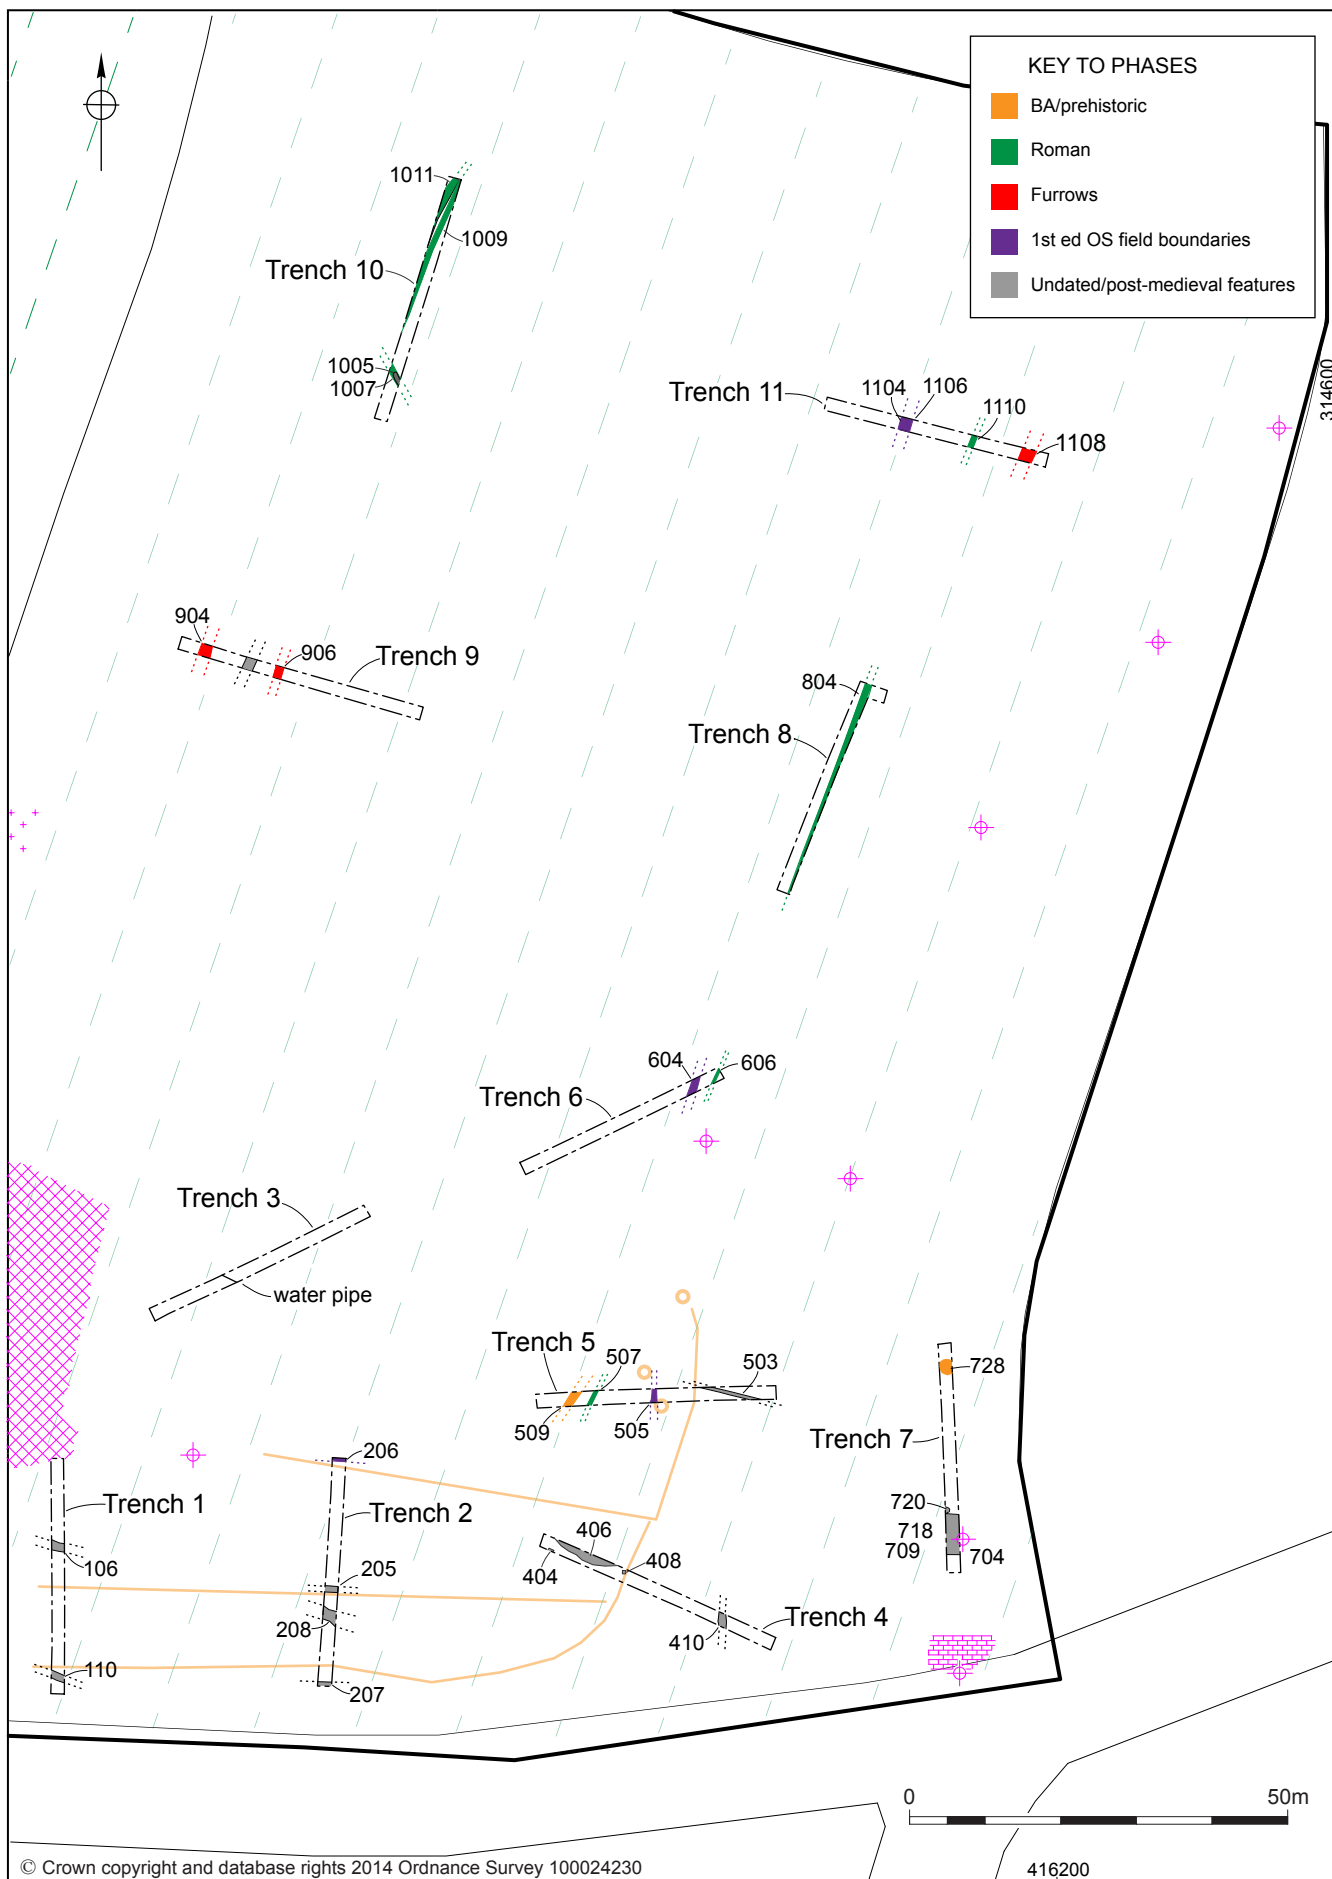 KEY TO PHASES
BA/prehistoric
Roman
Furrows
1st ed OS field boundaries
Undated/post-medieval features
1011
1009
Trench 10
1005
1007
314600
Trench 11
1104
1106
1110
1108
904
906
Trench 9
804
Trench 8
604
606
Trench 6
Trench 3
water pipe
Trench 5
507
503
509
505
728
Trench 7
720
718
709
704
206
Trench 1
Trench 2
106
205
208
110
207
406
404
408
410
Trench 4
0
50m
© Crown copyright and database rights 2014 Ordnance Survey 100024230
416200